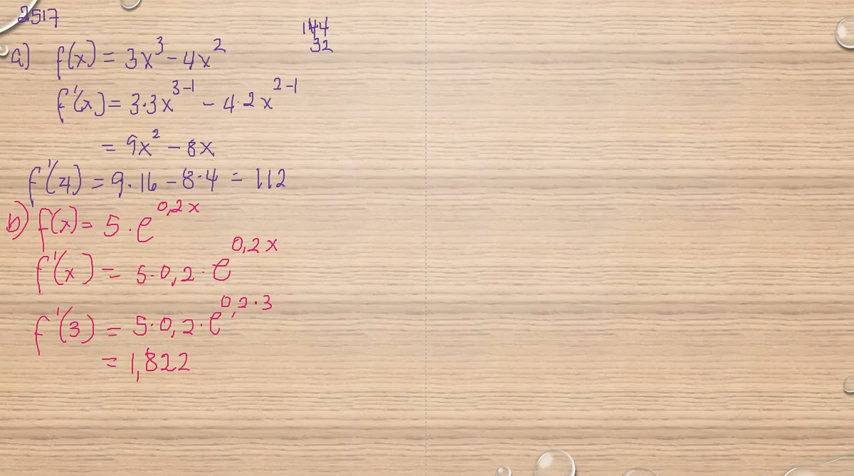 2517
144
32
a) f(x) = 3x³ - 4x²
f'(x) = 3·3x³⁻¹ - 4·2x²⁻¹
= 9x² - 8x
f'(4) = 9·16 - 8·4 = 112
b) f(x) = 5·e^0,2x
f'(x) = 5·0,2·e^0,2x
f'(3) = 5·0,2·e^0,2·3
= 1,822